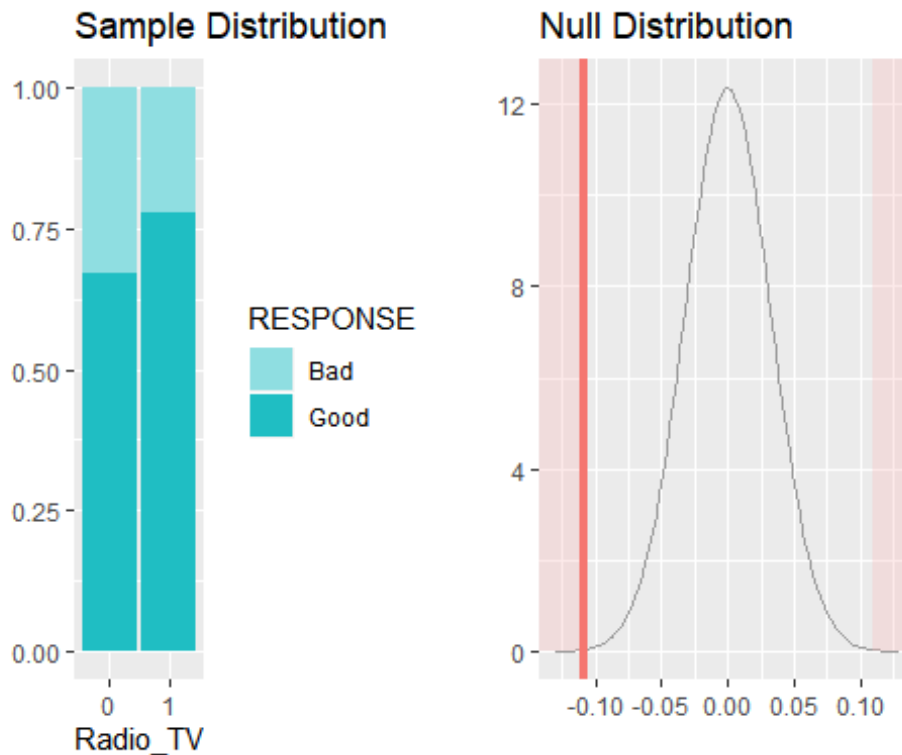 Sample Distribution
1.00
0.75
0.50
0.25
0.00
0 1
Radio_TV
RESPONSE
Bad
Good
Null Distribution
12
8
4
0
-0.10 -0.05 0.00 0.05 0.10